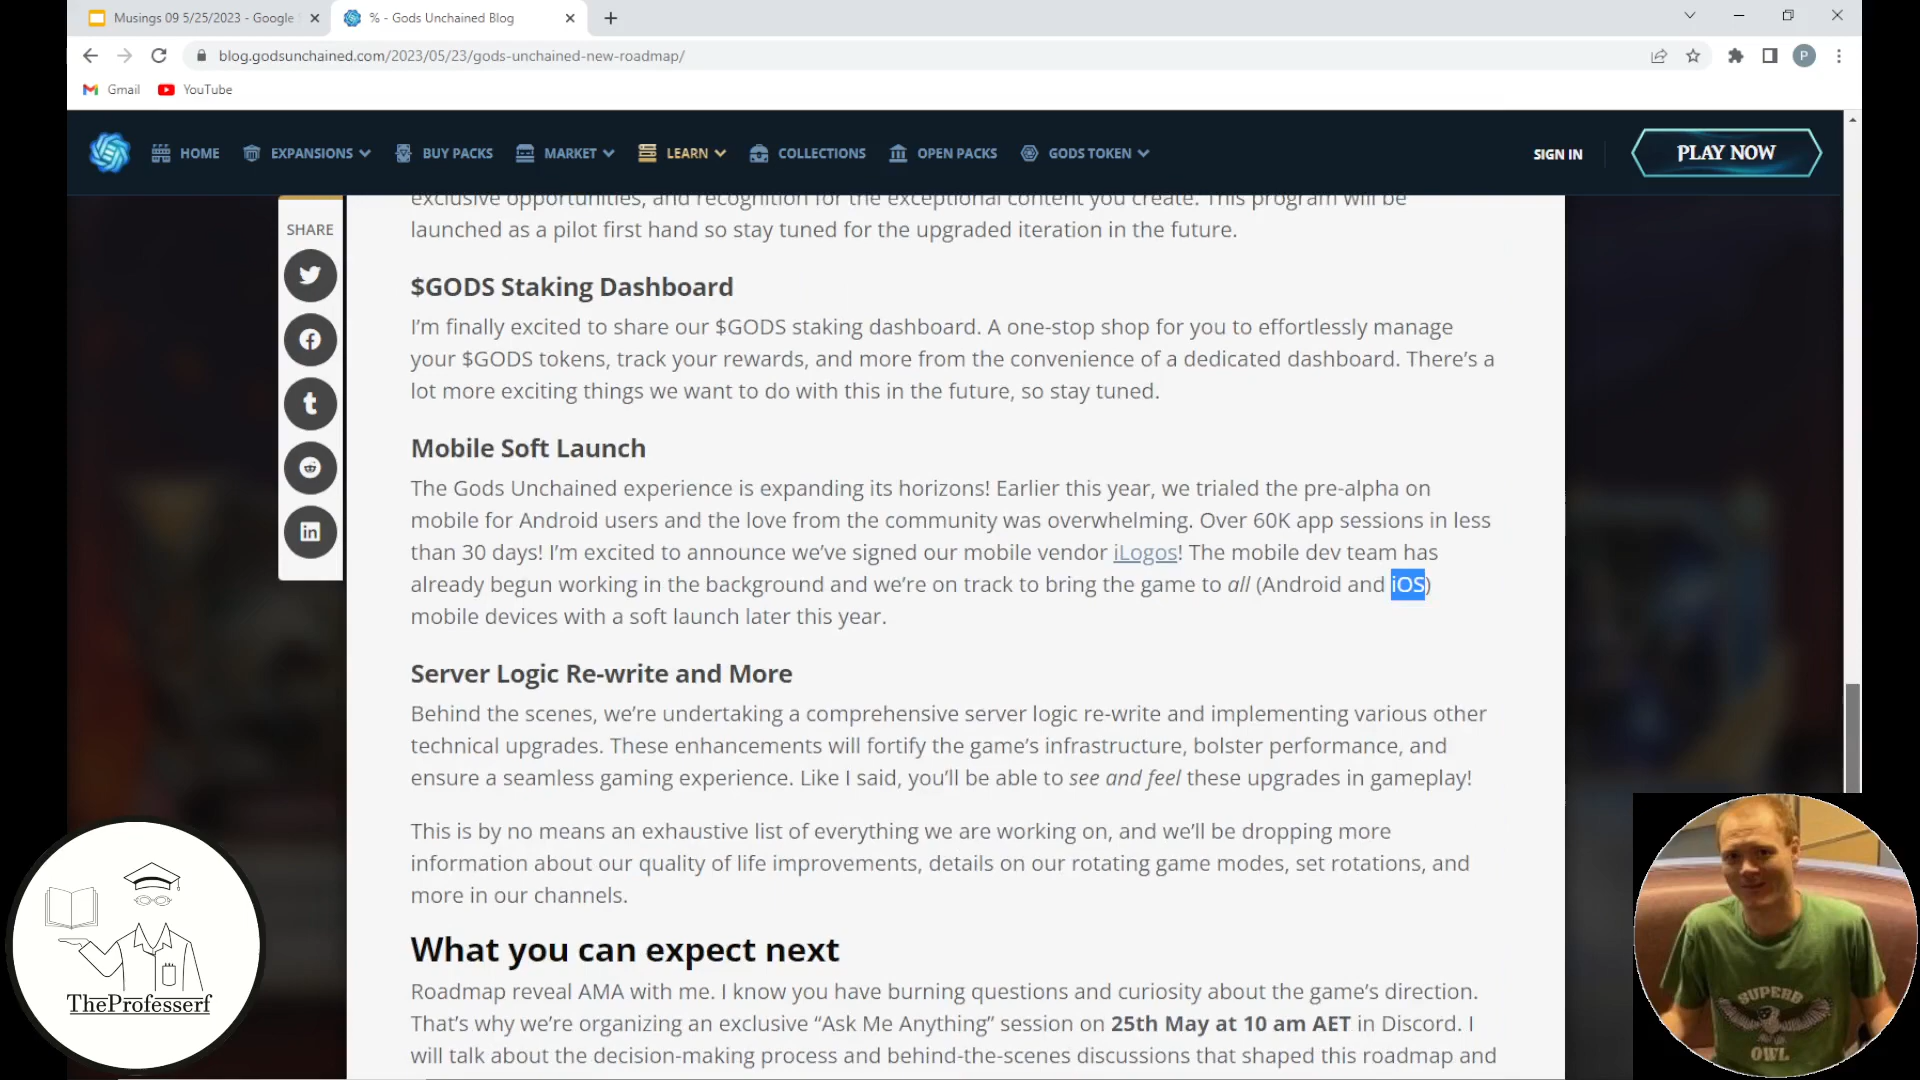 Musings 09 5/25/2023 - Google
% - Gods Unchained Blog
blog.godsunchained.com/2023/05/23/gods-unchained-new-roadmap/
P
Gmail
YouTube
HOME
EXPANSIONS
BUY PACKS
MARKET
LEARN
COLLECTIONS
OPEN PACKS
GODS TOKEN
SIGN IN
PLAY NOW
SHARE
exclusive opportunities, and recognition for the exceptional content you create. This program will be
launched as a pilot first hand so stay tuned for the upgraded iteration in the future.
$GODS Staking Dashboard
I'm finally excited to share our $GODS staking dashboard. A one-stop shop for you to effortlessly manage
your $GODS tokens, track your rewards, and more from the convenience of a dedicated dashboard. There's a
lot more exciting things we want to do with this in the future, so stay tuned.
Mobile Soft Launch
The Gods Unchained experience is expanding its horizons! Earlier this year, we trialed the pre-alpha on
mobile for Android users and the love from the community was overwhelming. Over 60K app sessions in less
than 30 days! I'm excited to announce we've signed our mobile vendor iLogos! The mobile dev team has
already begun working in the background and we're on track to bring the game to all (Android and iOS)
mobile devices with a soft launch later this year.
Server Logic Re-write and More
Behind the scenes, we're undertaking a comprehensive server logic re-write and implementing various other
technical upgrades. These enhancements will fortify the game's infrastructure, bolster performance, and
ensure a seamless gaming experience. Like I said, you'll be able to see and feel these upgrades in gameplay!
This is by no means an exhaustive list of everything we are working on, and we'll be dropping more
information about our quality of life improvements, details on our rotating game modes, set rotations, and
more in our channels.
What you can expect next
Roadmap reveal AMA with me. I know you have burning questions and curiosity about the game's direction.
That's why we're organizing an exclusive “Ask Me Anything” session on 25th May at 10 am AET in Discord. I
will talk about the decision-making process and behind-the-scenes discussions that shaped this roadmap and
TheProfesserf
SUPERB
OWL